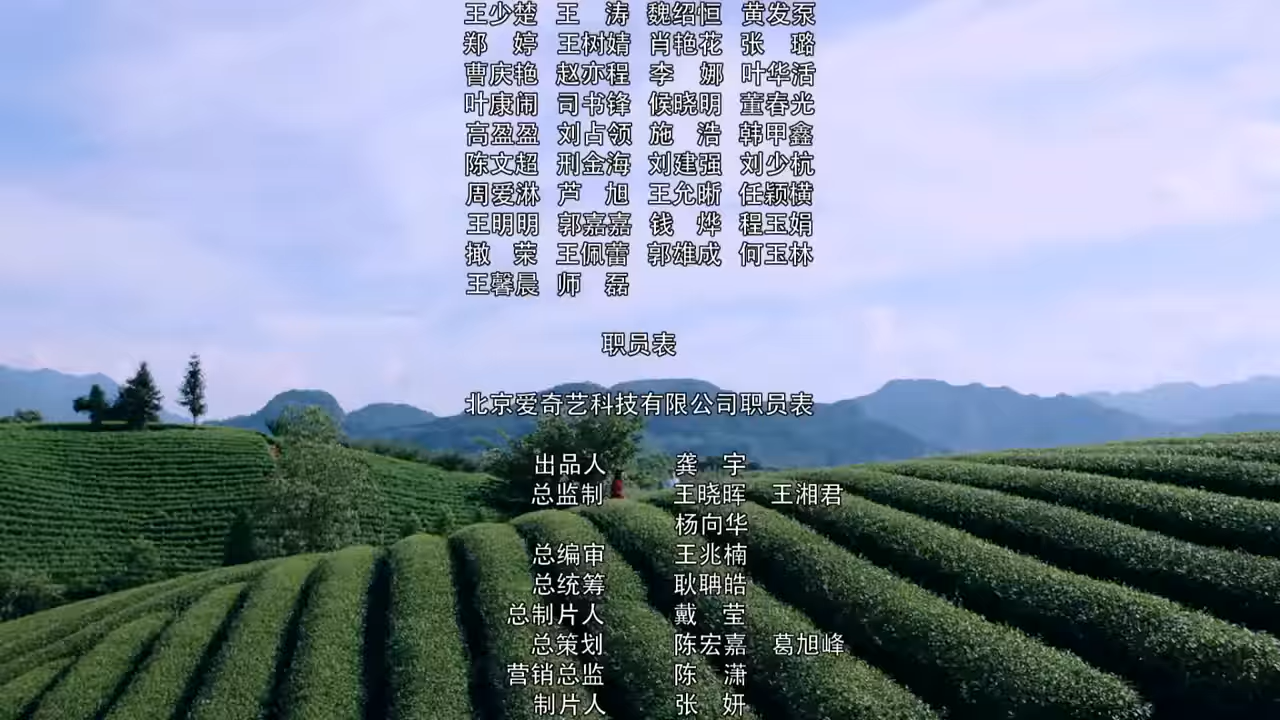 王少楚 王 涛 魏绍恒 黄发泵
郑 婷 王树婧 肖艳花 张 璐
曹庆艳 赵亦程 李 娜 叶华活
叶康闹 司书锋 候晓明 董春光
高盈盈 刘占领 施 浩 韩甲鑫
陈文超 刑金海 刘建强 刘少杭
周爱淋 芦 旭 王允晰 任颖横
王明明 郭嘉嘉 钱 烨 程玉娟
撖 荣 王佩蕾 郭雄成 何玉林
王馨晨 师 磊
职员表
北京爱奇艺科技有限公司职员表
出品人 龚 宇
总监制 王晓晖 王湘君
杨向华
总编审 王兆楠
总统筹 耿聃皓
总制片人 戴 莹
总策划 陈宏嘉 葛旭峰
营销总监 陈 潇
制片人 张 妍